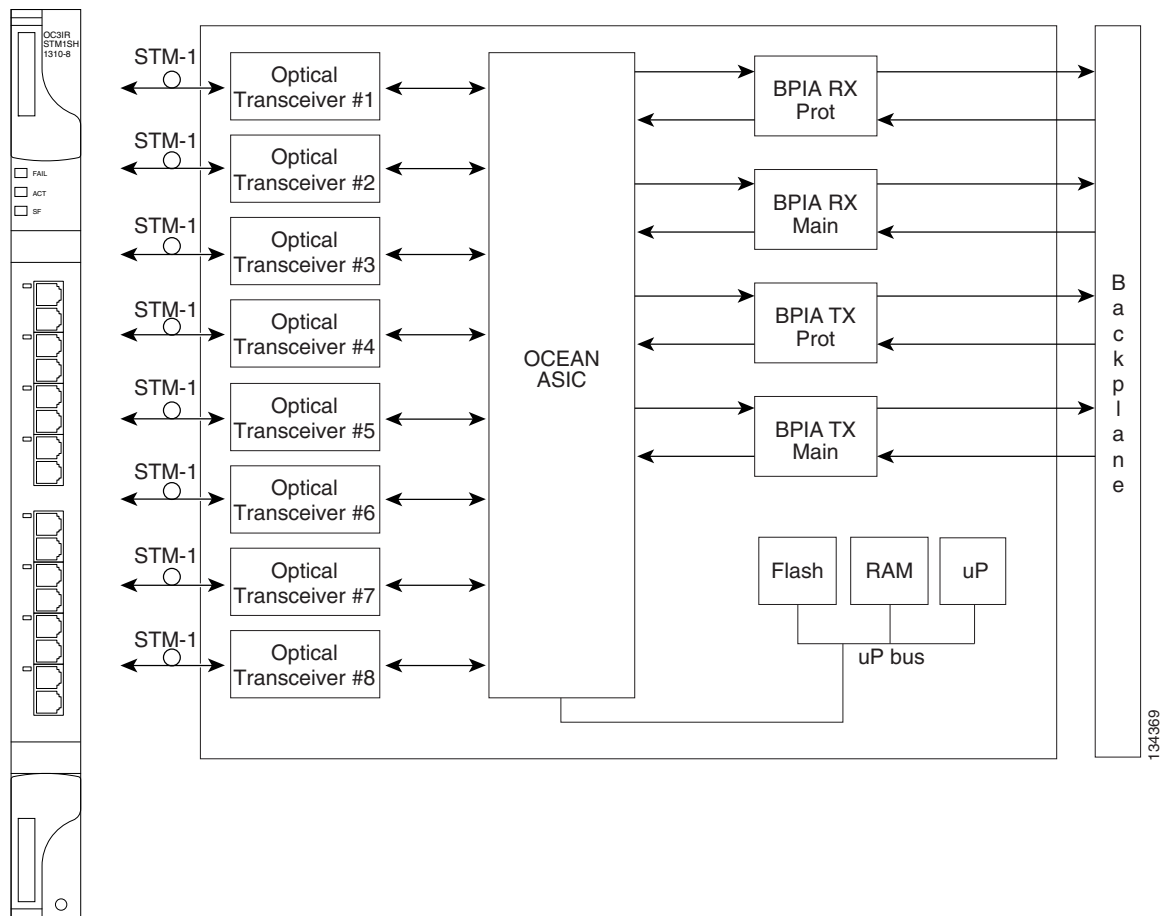 OC3IR
STM1SH
1310-8
FAIL
ACT
SF
STM-1
Optical
Transceiver #1
STM-1
Optical
Transceiver #2
STM-1
Optical
Transceiver #3
STM-1
Optical
Transceiver #4
STM-1
Optical
Transceiver #5
STM-1
Optical
Transceiver #6
STM-1
Optical
Transceiver #7
STM-1
Optical
Transceiver #8
OCEAN
ASIC
BPIA RX
Prot
BPIA RX
Main
BPIA TX
Prot
BPIA TX
Main
Flash
RAM
uP
uP bus
Backplane
134369